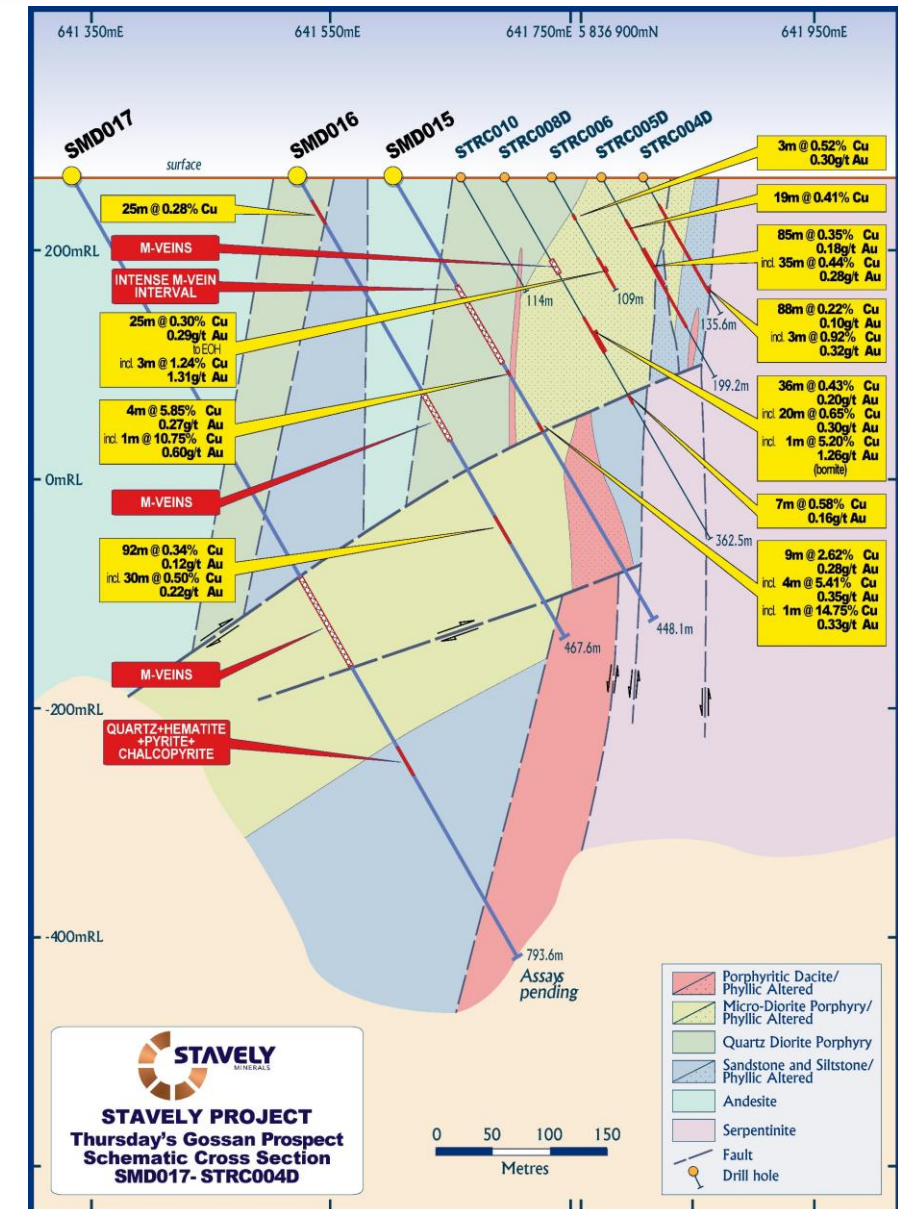 641 350mE
641 550mE
641 750mE 5 836 900mN
641 950mE
SMD017
SMD016
SMD015
STRC010
STRC008D
STRC006
STRC005D
STRC004D
surface
200mRL
0mRL
-200mRL
-400mRL
25m @ 0.28% Cu
M-VEINS
INTENSE M-VEIN
INTERVAL
25m @ 0.30% Cu
0.29g/t Au
to EOH
incl. 3m @ 1.24% Cu
1.31g/t Au
4m @ 5.85% Cu
0.27g/t Au
incl. 1m @ 10.75% Cu
0.60g/t Au
M-VEINS
92m @ 0.34% Cu
0.12g/t Au
incl. 30m @ 0.50% Cu
0.22g/t Au
M-VEINS
QUARTZ+HEMATITE
+PYRITE+
CHALCOPYRITE
3m @ 0.52% Cu
0.30g/t Au
19m @ 0.41% Cu
85m @ 0.35% Cu
0.18g/t Au
incl. 35m @ 0.44% Cu
0.28g/t Au
88m @ 0.22% Cu
0.10g/t Au
incl. 3m @ 0.92% Cu
0.32g/t Au
36m @ 0.43% Cu
0.20g/t Au
incl. 20m @ 0.65% Cu
0.30g/t Au
incl. 1m @ 5.20% Cu
1.26g/t Au
(bornite)
7m @ 0.58% Cu
0.16g/t Au
9m @ 2.62% Cu
0.28g/t Au
incl. 4m @ 5.41% Cu
0.35g/t Au
incl. 1m @ 14.75% Cu
0.33g/t Au
114m
109m
135.6m
199.2m
362.5m
448.1m
467.6m
793.6m
Assays
pending
STAVELY
MINERALS
STAVELY PROJECT
Thursday's Gossan Prospect
Schematic Cross Section
SMD017- STRC004D
0 50 100 150
Metres
Porphyritic Dacite/
Phyllic Altered
Micro-Diorite Porphyry/
Phyllic Altered
Quartz Diorite Porphyry
Sandstone and Siltstone/
Phyllic Altered
Andesite
Serpentinite
Fault
Drill hole